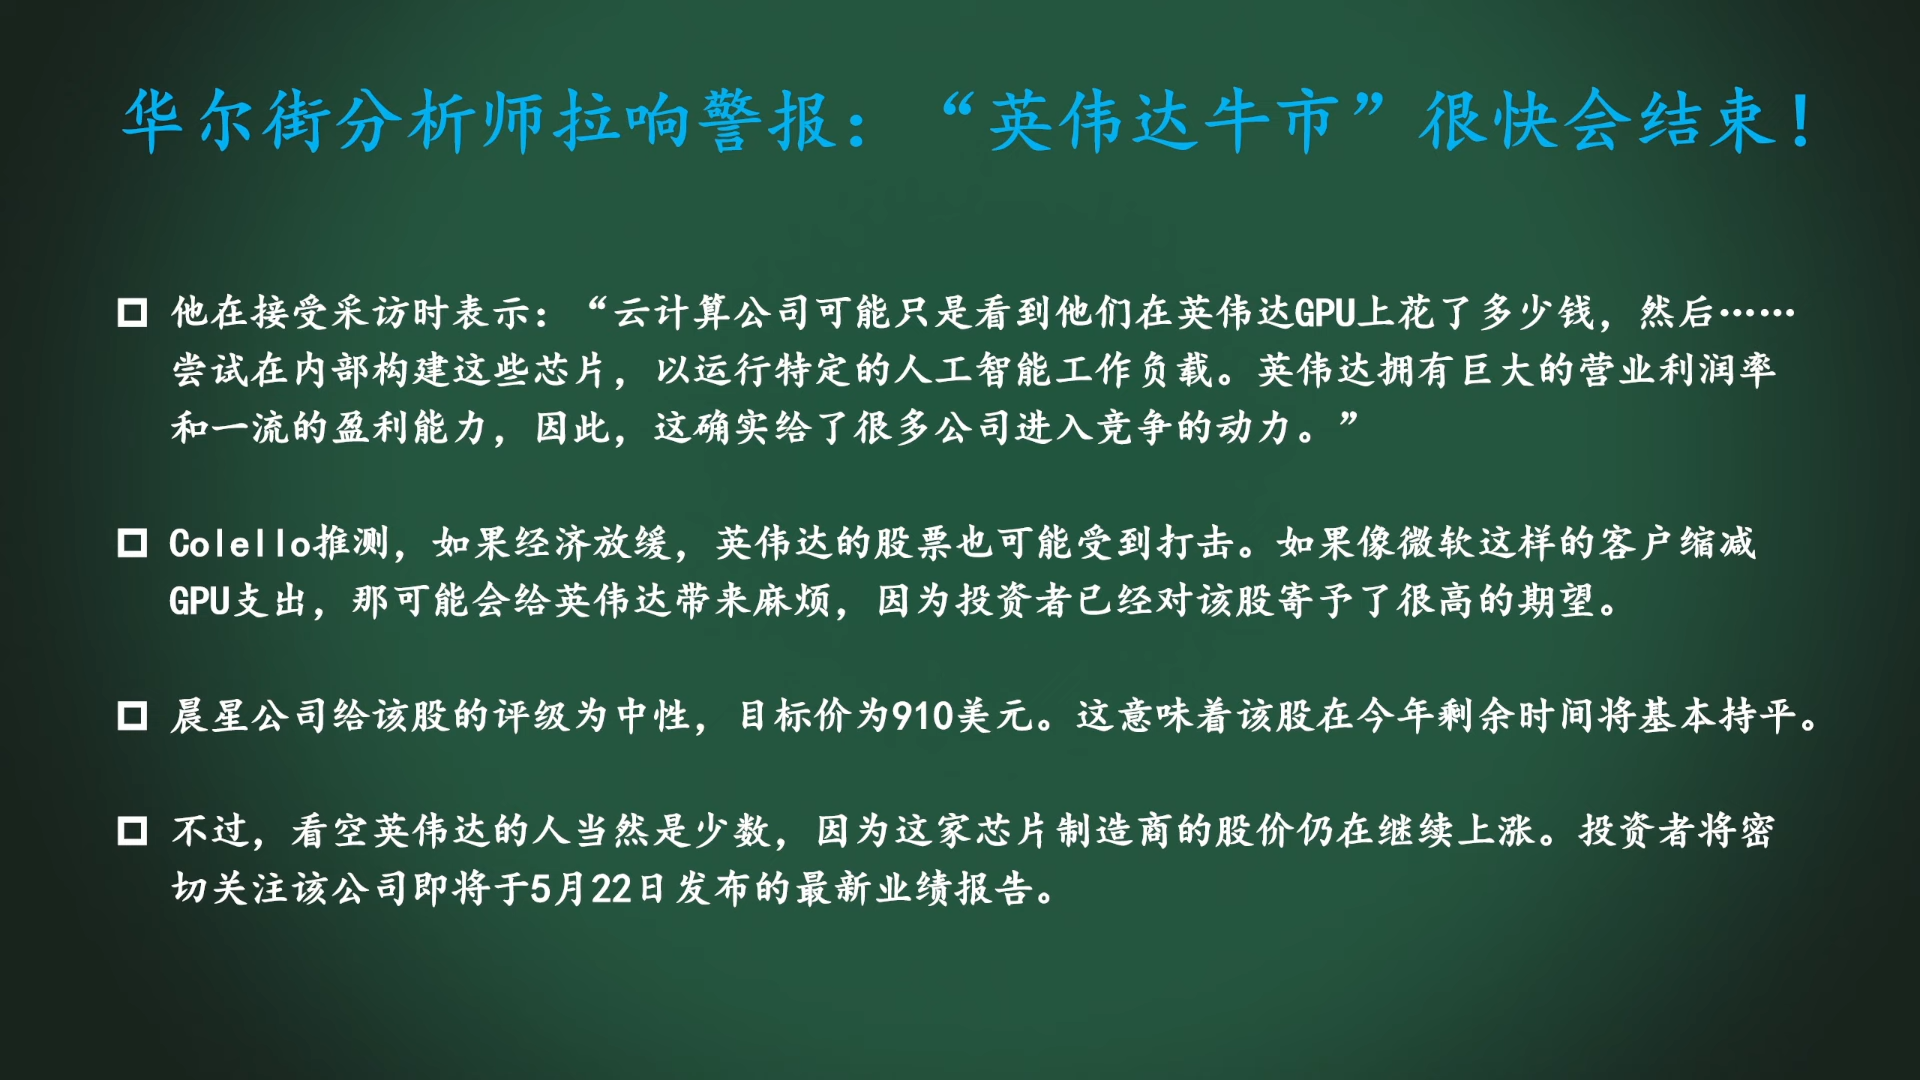 华尔街分析师拉响警报：“英伟达牛市”很快会结束！
他在接受采访时表示：“云计算公司可能只是看到他们在英伟达GPU上花了多少钱，然后……
尝试在内部构建这些芯片，以运行特定的人工智能工作负载。英伟达拥有巨大的营业利润率
和一流的盈利能力，因此，这确实给了很多公司进入竞争的动力。”
Colello推测，如果经济放缓，英伟达的股票也可能受到打击。如果像微软这样的客户缩减
GPU支出，那可能会给英伟达带来麻烦，因为投资者已经对该股寄予了很高的期望。
晨星公司给该股的评级为中性，目标价为910美元。这意味着该股在今年剩余时间将基本持平。
不过，看空英伟达的人当然是少数，因为这家芯片制造商的股价仍在继续上涨。投资者将密
切关注该公司即将于5月22日发布的最新业绩报告。